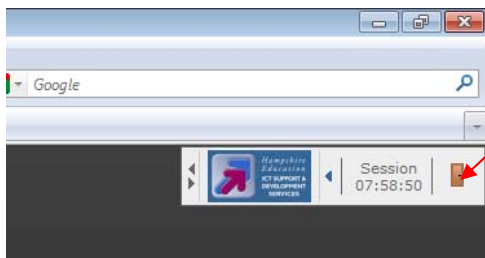 Google
Hampshire
Education
ICT SUPPORT &
DEVELOPMENT
SERVICES
Session
07:58:50